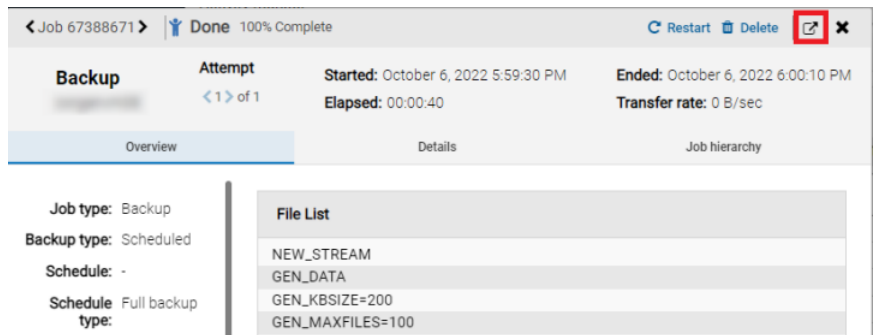 Job 67388671 Done 100% Complete Restart Delete
Backup Attempt Started: October 6, 2022 5:59:30 PM Ended: October 6, 2022 6:00:10 PM
1 of 1 Elapsed: 00:00:40 Transfer rate: 0 B/sec
Overview Details Job hierarchy
Job type: Backup
Backup type: Scheduled
Schedule: -
Schedule type: Full backup
File List
NEW_STREAM
GEN_DATA
GEN_KBSIZE=200
GEN_MAXFILES=100